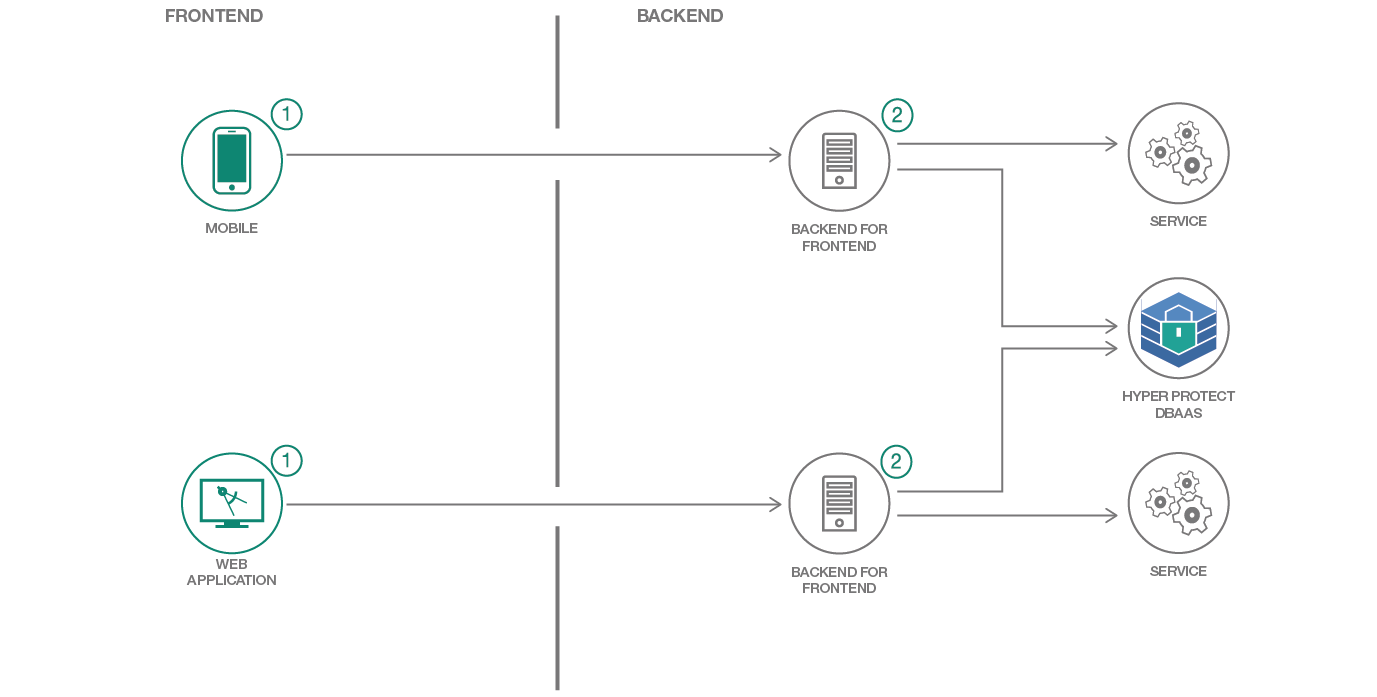 FRONTEND
BACKEND
1
2
MOBILE
BACKEND FOR
FRONTEND
SERVICE
HYPER PROTECT
DBAAS
1
2
WEB
APPLICATION
BACKEND FOR
FRONTEND
SERVICE